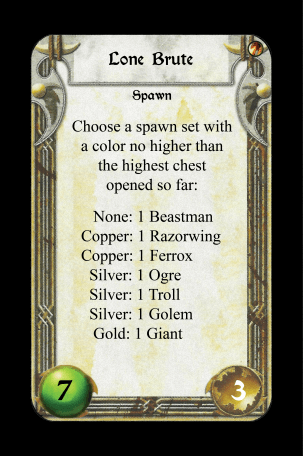 Lone Brute
Spawn
Choose a spawn set with
a color no higher than
the highest chest
opened so far:
None: 1 Beastman
Copper: 1 Razorwing
Copper: 1 Ferrox
Silver: 1 Ogre
Silver: 1 Troll
Silver: 1 Golem
Gold: 1 Giant
7
3